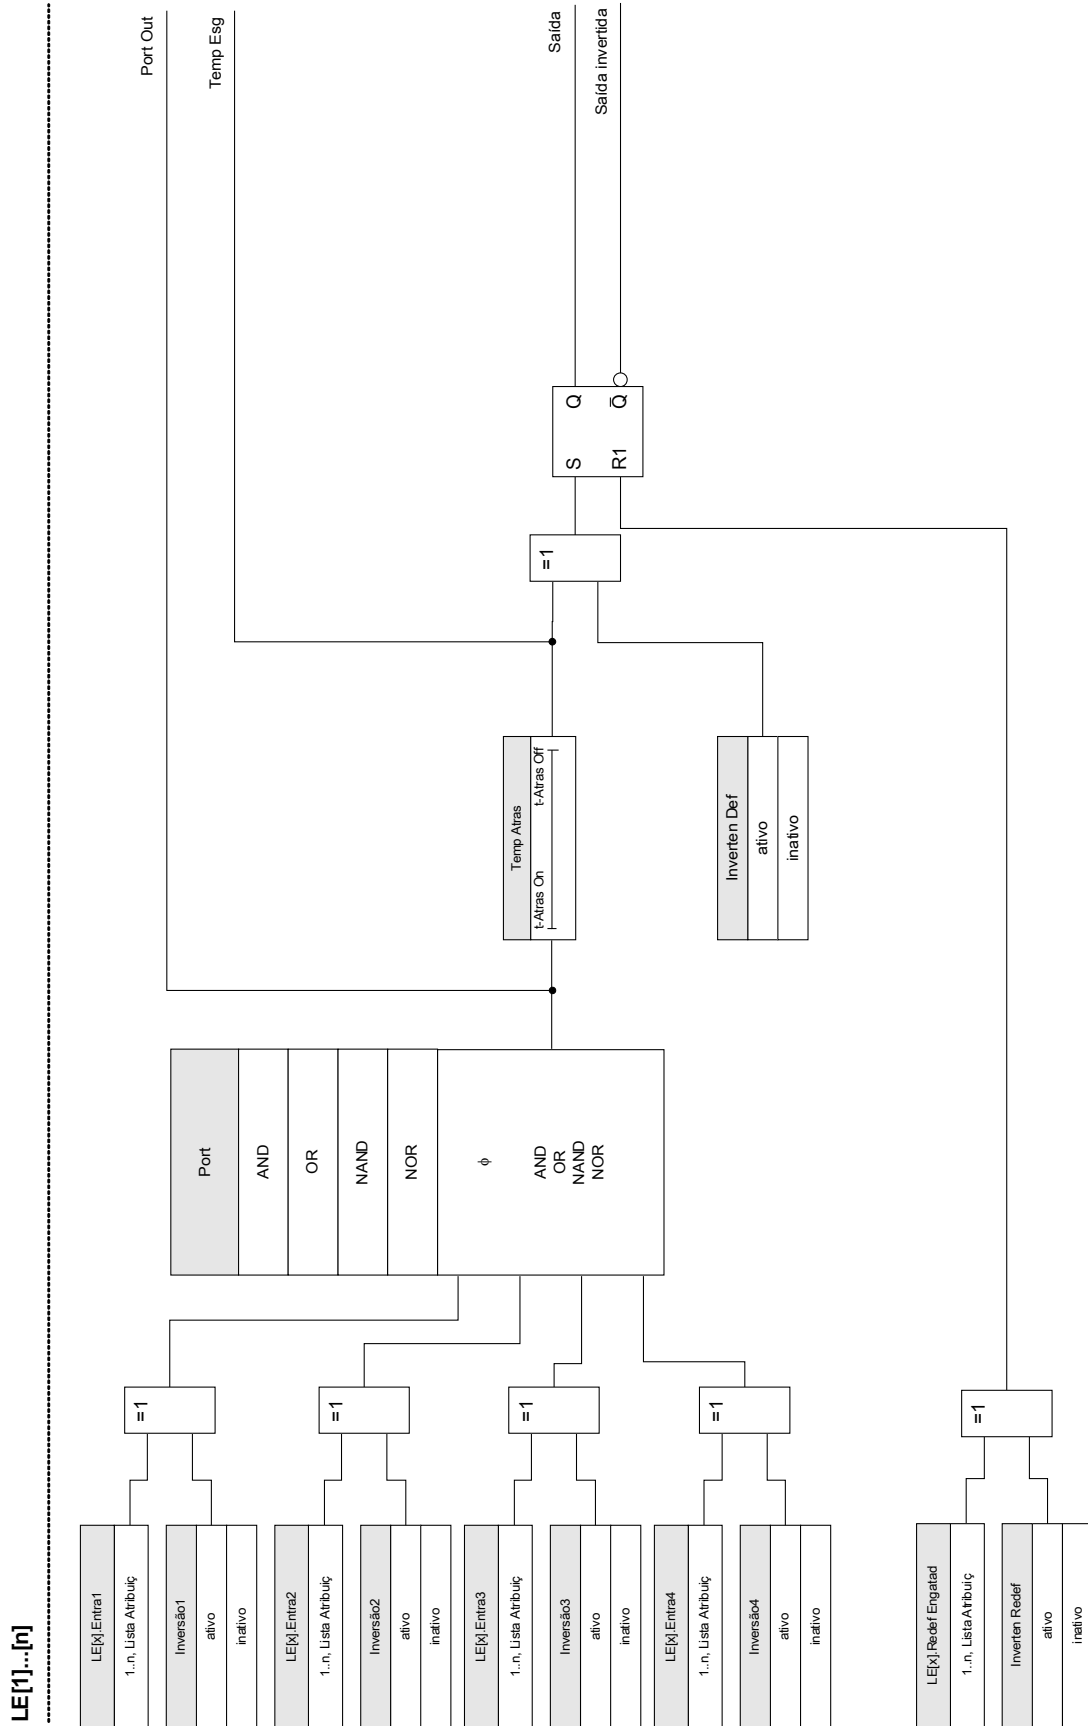 LE[1]...[n]
LE[x].Entra1
1..n, Lista Atribuiç
Inversão1
ativo
inativo
LE[x].Entra2
1..n, Lista Atribuiç
Inversão2
ativo
inativo
LE[x].Entra3
1..n, Lista Atribuiç
Inversão3
ativo
inativo
LE[x].Entra4
1..n, Lista Atribuiç
Inversão4
ativo
inativo
LE[x].Redef Engatad
1..n, Lista Atribuiç
Inverten Redef
ativo
inativo
=1
=1
=1
=1
=1
Port
AND
OR
NAND
NOR
ϕ
AND
OR
NAND
NOR
Temp Atras
t-Atras On
t-Atras Off
Inverten Def
ativo
inativo
=1
S
Q
R1
Q̅
Port Out
Temp Esg
Saída
Saída invertida